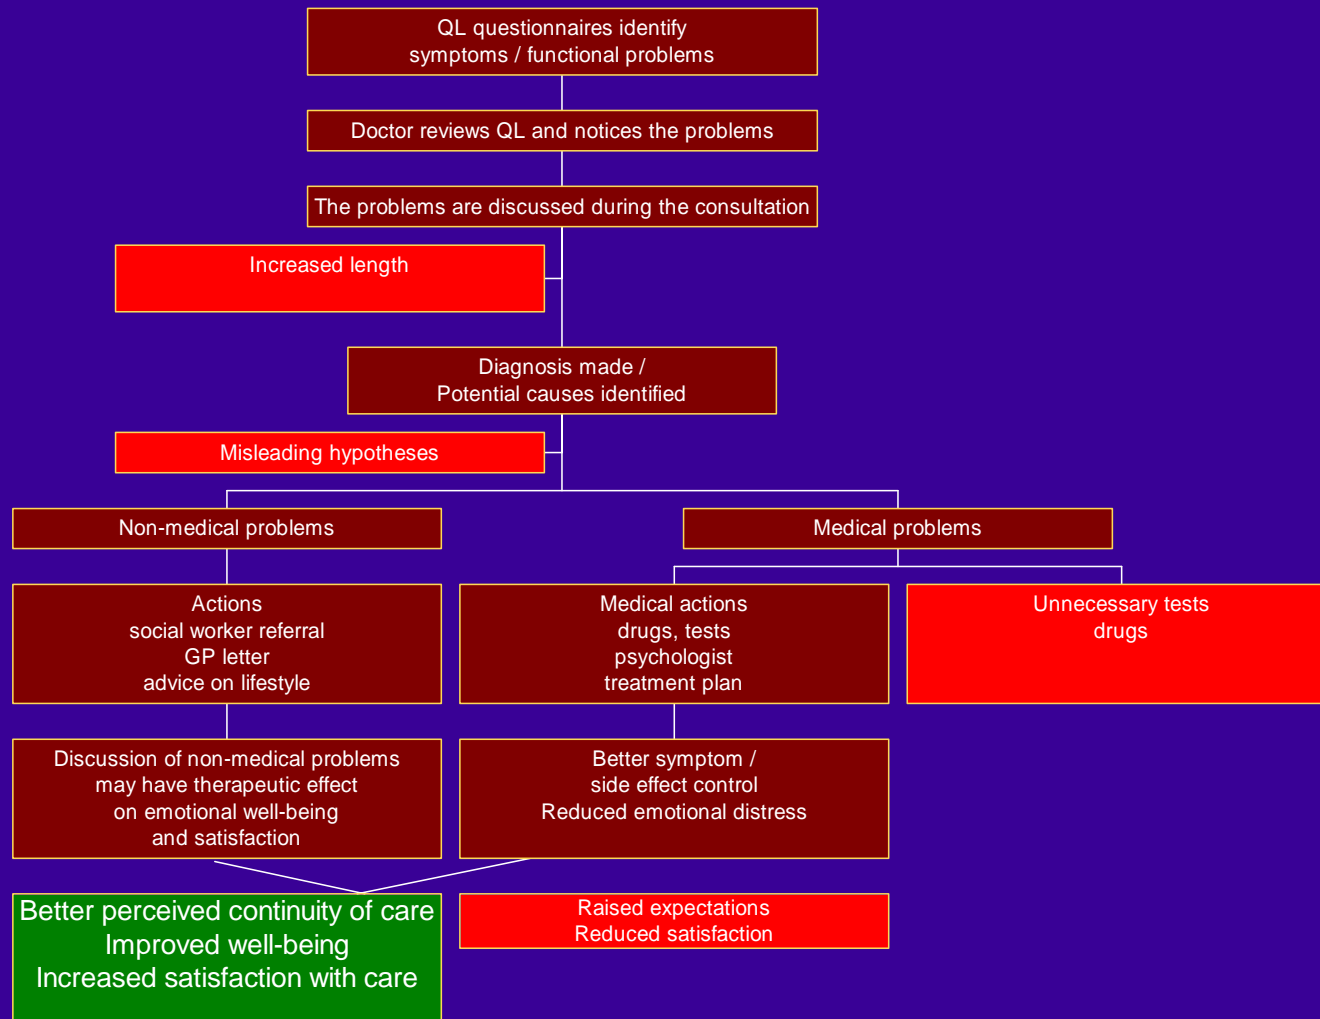 QL questionnaires identify
symptoms / functional problems
Doctor reviews QL and notices the problems
The problems are discussed during the consultation
Increased length
Diagnosis made /
Potential causes identified
Misleading hypotheses
Non-medical problems
Medical problems
Actions
social worker referral
GP letter
advice on lifestyle
Medical actions
drugs, tests
psychologist
treatment plan
Unnecessary tests
drugs
Discussion of non-medical problems
may have therapeutic effect
on emotional well-being
and satisfaction
Better symptom /
side effect control
Reduced emotional distress
Better perceived continuity of care
Improved well-being
Increased satisfaction with care
Raised expectations
Reduced satisfaction